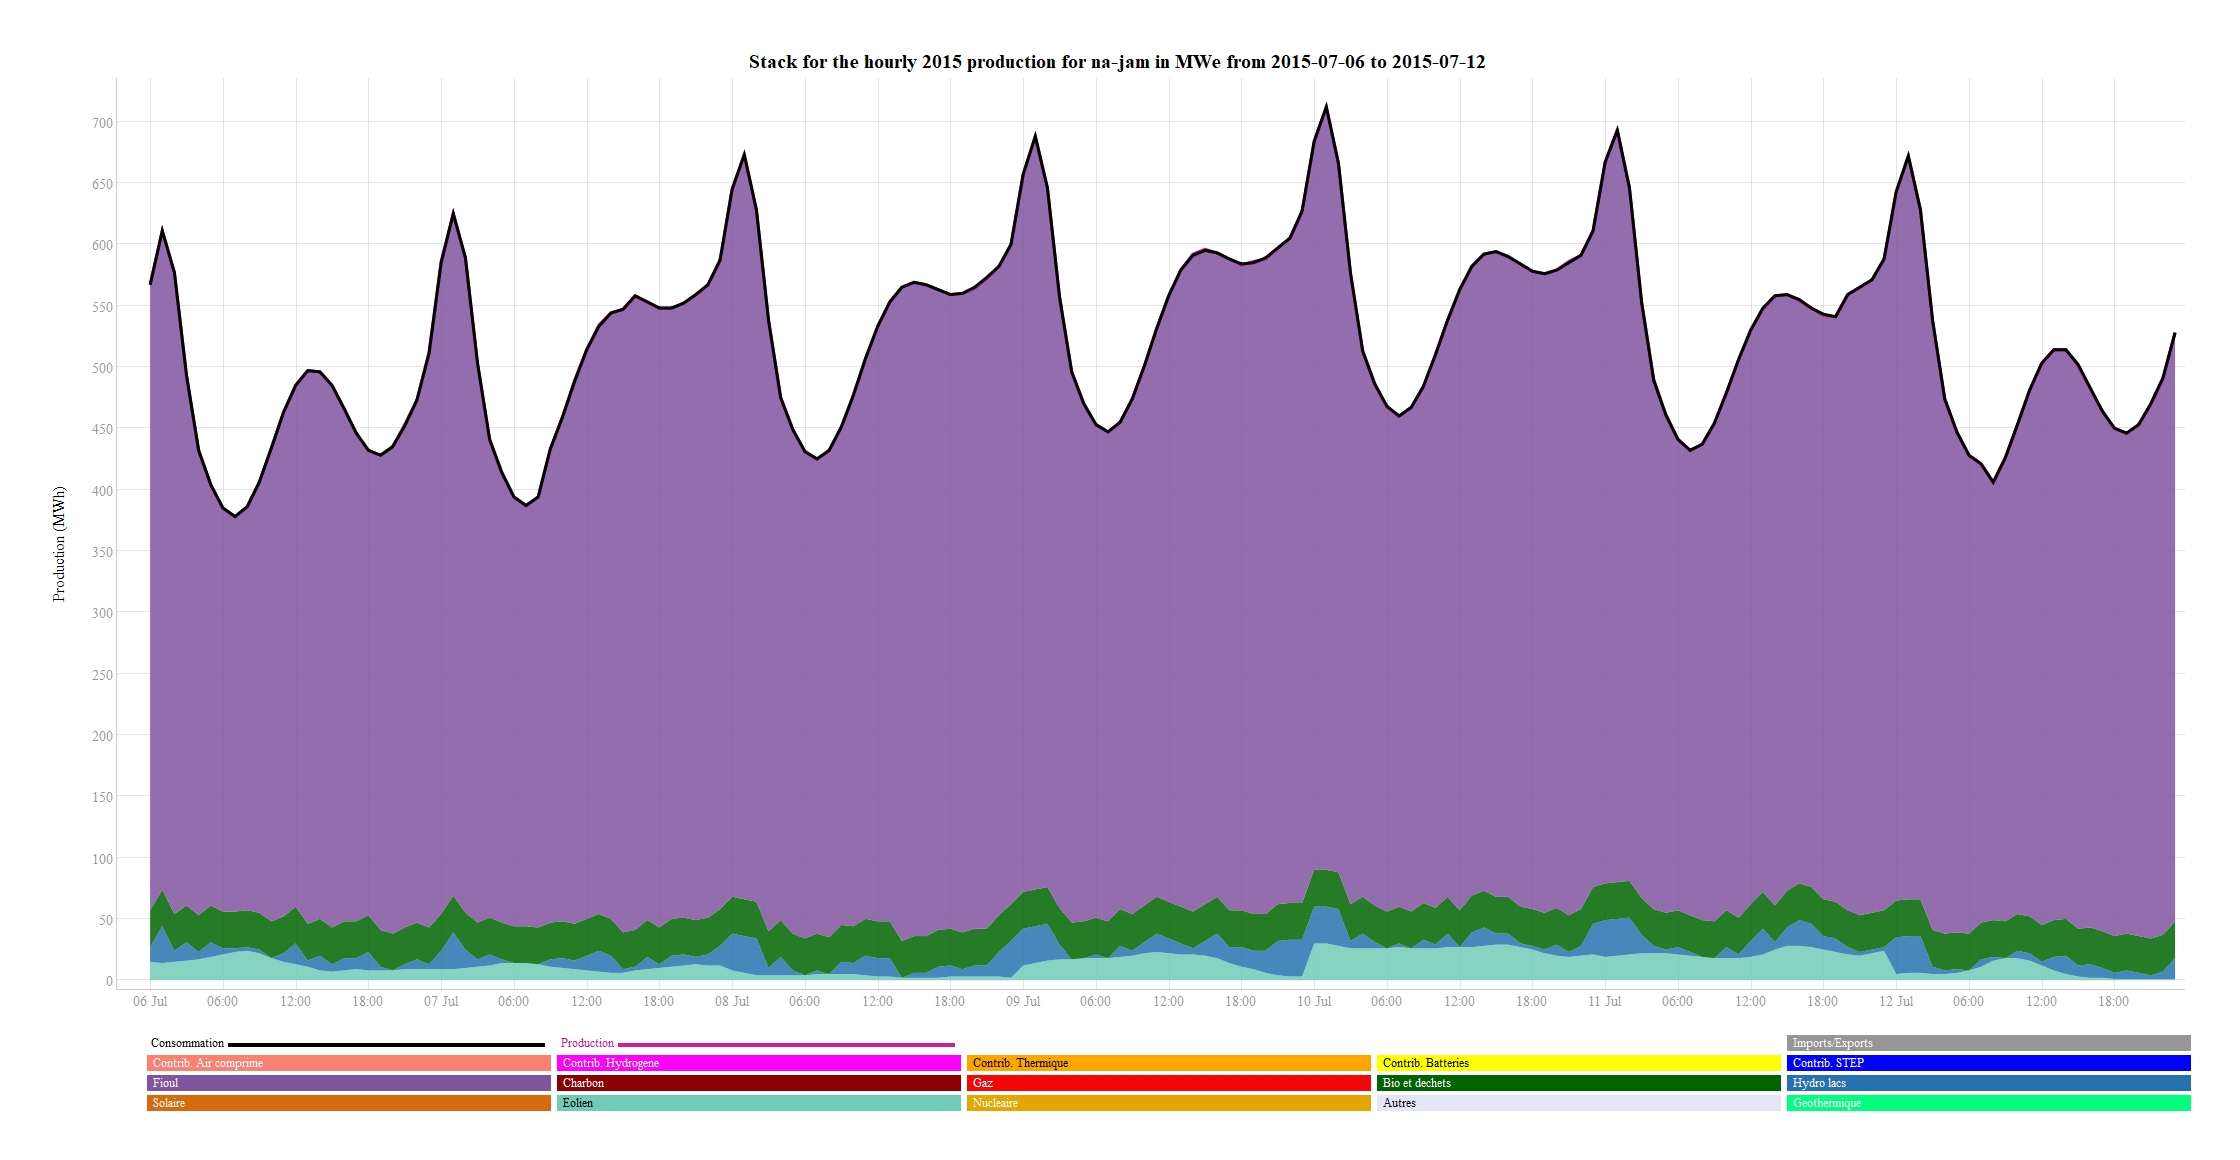 Stack for the hourly 2015 production for na-jam in MWe from 2015-07-06 to 2015-07-12
700
650
600
550
500
450
400
350
300
250
200
150
100
50
0
Production (MWh)
06 Jul 06:00 12:00 18:00 07 Jul 06:00 12:00 18:00 08 Jul 06:00 12:00 18:00 09 Jul 06:00 12:00 18:00 10 Jul 06:00 12:00 18:00 11 Jul 06:00 12:00 18:00 12 Jul 06:00 12:00 18:00
Consommation Production Imports/Exports
Contrib. Air comprime Contrib. Hydrogene Contrib. Thermique Contrib. Batteries Contrib. STEP
Fioul Charbon Gaz Bio et dechets Hydro lacs
Solaire Eolien Nucleaire Autres Geothermique